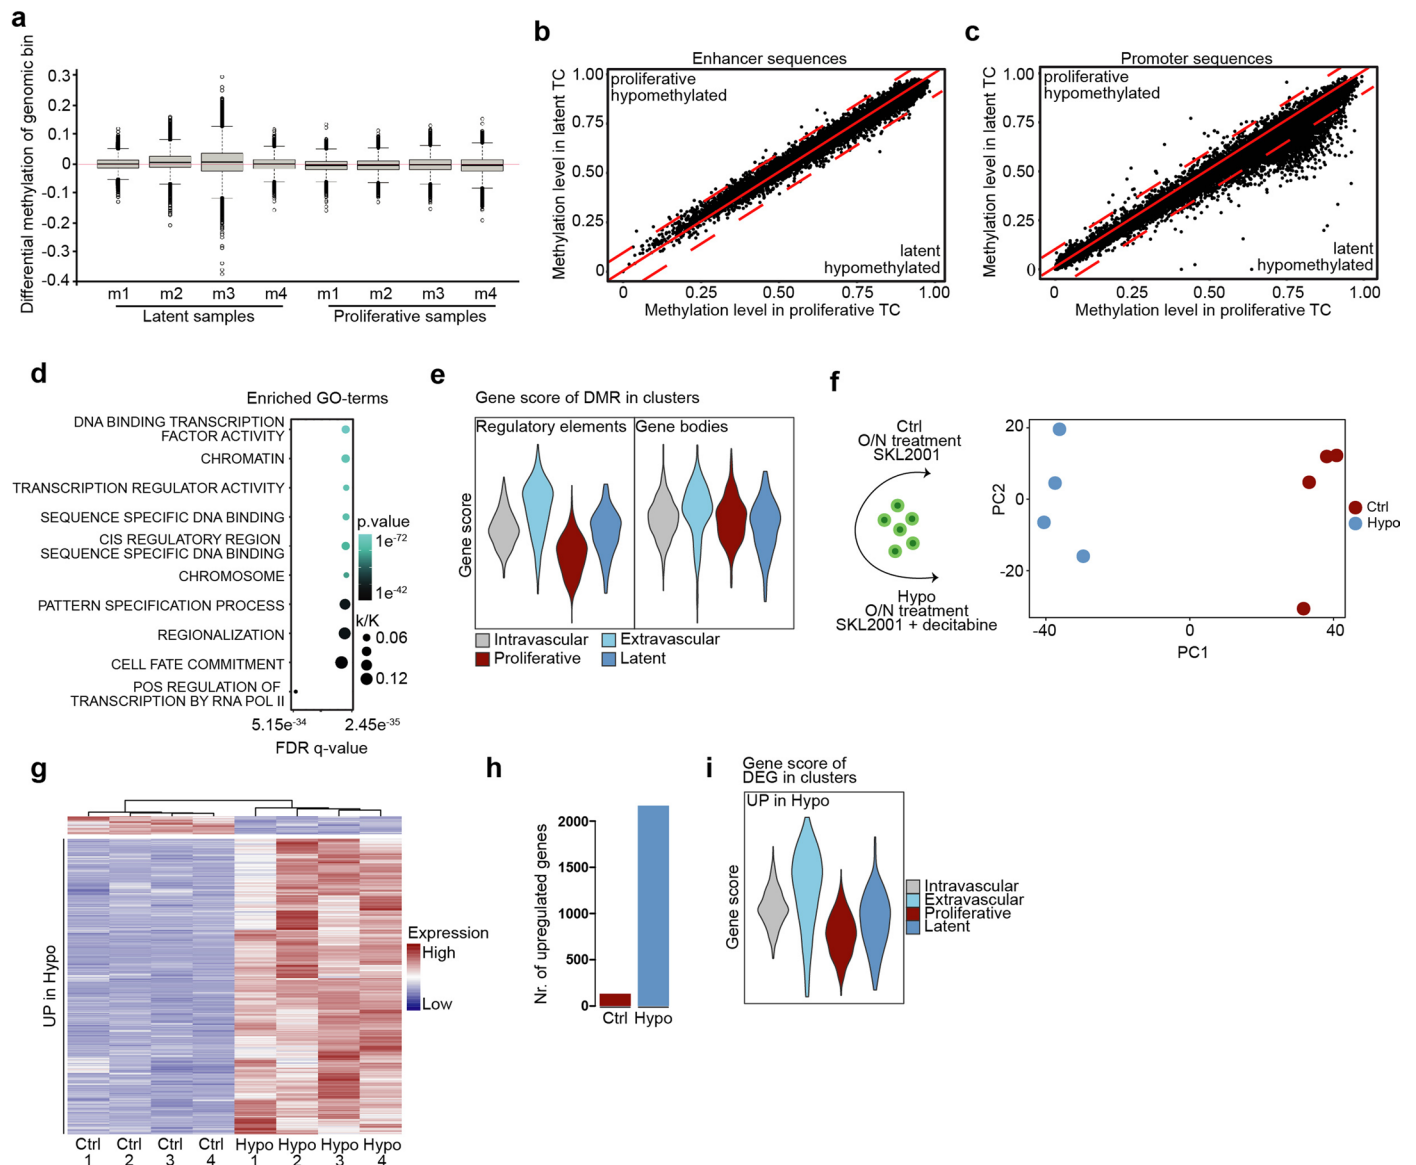 a
Differential methylation of genomic bin
0.3
0.2
0.1
0
-0.1
-0.2
-0.3
-0.4
m1 m2 m3 m4 m1 m2 m3 m4
Latent samples Proliferative samples
b
Enhancer sequences
proliferative
hypomethylated
latent
hypomethylated
Methylation level in latent TC
1.00
0.75
0.50
0.25
0
0 0.25 0.50 0.75 1.00
Methylation level in proliferative TC
c
Promoter sequences
proliferative
hypomethylated
latent
hypomethylated
Methylation level in latent TC
1.00
0.75
0.50
0.25
0
0 0.25 0.50 0.75 1.00
Methylation level in proliferative TC
d
Enriched GO-terms
DNA BINDING TRANSCRIPTION
FACTOR ACTIVITY
CHROMATIN
TRANSCRIPTION REGULATOR ACTIVITY
SEQUENCE SPECIFIC DNA BINDING
CIS REGULATORY REGION
SEQUENCE SPECIFIC DNA BINDING
CHROMOSOME
PATTERN SPECIFICATION PROCESS
REGIONALIZATION
CELL FATE COMMITMENT
POS REGULATION OF
TRANSCRIPTION BY RNA POL II
p.value
1e-72
1e-42
k/K
0.06
0.12
5.15e-34 2.45e-35
FDR q-value
e
Gene score of DMR in clusters
Regulatory elements Gene bodies
Gene score
Intravascular Extravascular
Proliferative Latent
f
Ctrl
O/N treatment
SKL2001
Hypo
O/N treatment
SKL2001 + decitabine
PC2
20
0
-20
-40 0 40
PC1
Ctrl
Hypo
g
UP in Hypo
Expression
High
Low
Ctrl Ctrl Ctrl Ctrl Hypo Hypo Hypo Hypo
1 2 3 4 1 2 3 4
h
Nr. of upregulated genes
2000
1500
1000
500
0
Ctrl Hypo
i
Gene score of
DEG in clusters
UP in Hypo
Gene score
Intravascular
Extravascular
Proliferative
Latent